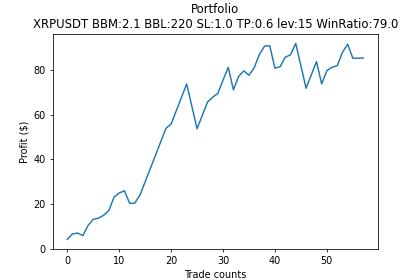 Portfolio
XRPUSDT BBM:2.1 BBL:220 SL:1.0 TP:0.6 lev:15 WinRatio:79.0
Profit ($)
80
60
40
20
0
0 10 20 30 40 50
Trade counts